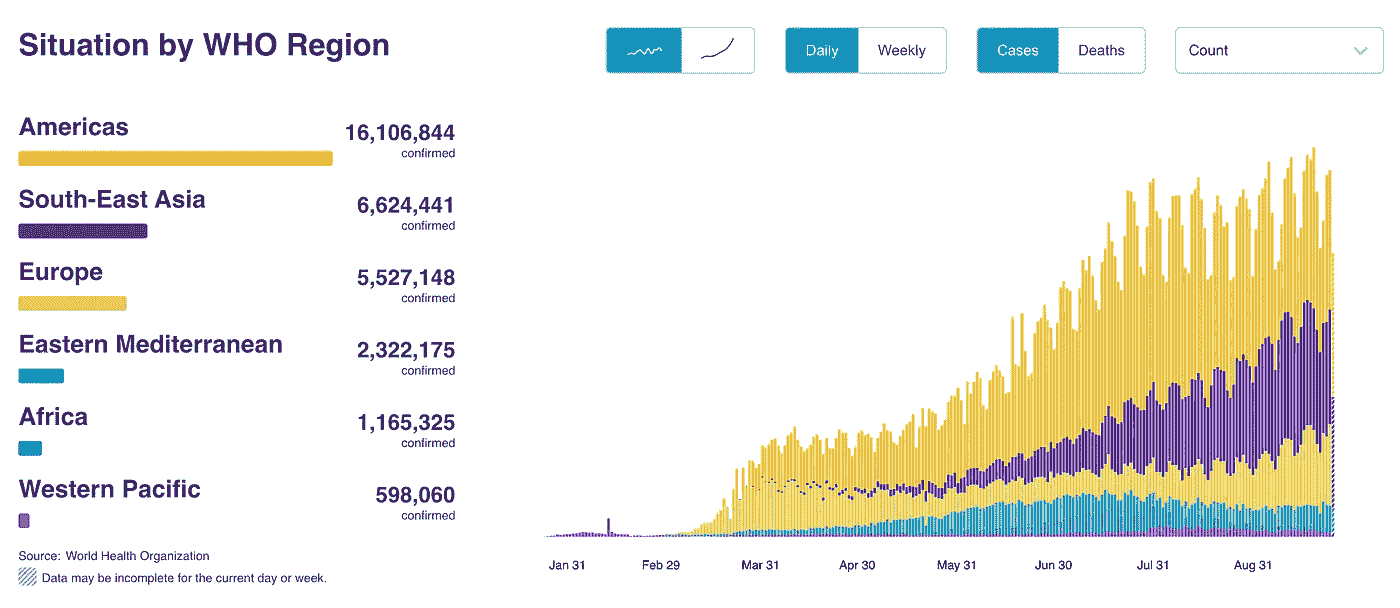 Situation by WHO Region
Daily
Weekly
Cases
Deaths
Count
Americas
16,106,844
confirmed
South-East Asia
6,624,441
confirmed
Europe
5,527,148
confirmed
Eastern Mediterranean
2,322,175
confirmed
Africa
1,165,325
confirmed
Western Pacific
598,060
confirmed
Source: World Health Organization
Data may be incomplete for the current day or week.
Jan 31 Feb 29 Mar 31 Apr 30 May 31 Jun 30 Jul 31 Aug 31